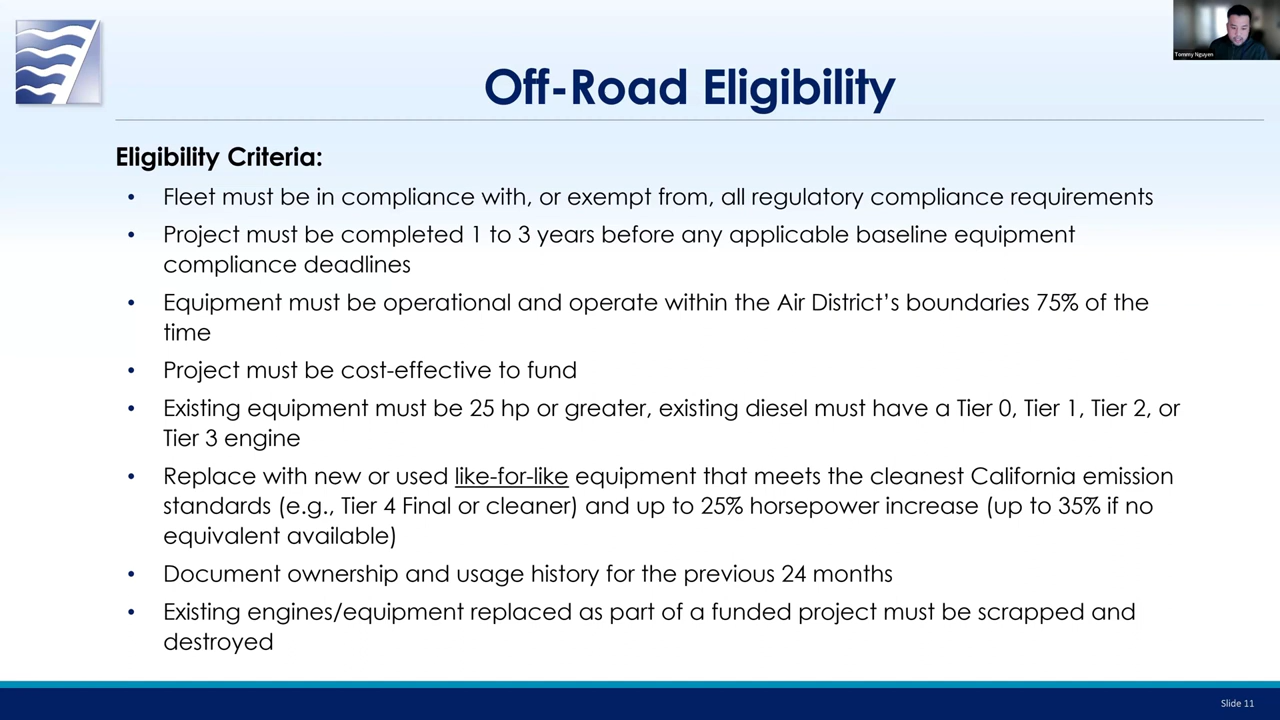 Tommy Nguyen
Off-Road Eligibility
Eligibility Criteria:
• Fleet must be in compliance with, or exempt from, all regulatory compliance requirements
• Project must be completed 1 to 3 years before any applicable baseline equipment
compliance deadlines
• Equipment must be operational and operate within the Air District’s boundaries 75% of the
time
• Project must be cost-effective to fund
• Existing equipment must be 25 hp or greater, existing diesel must have a Tier 0, Tier 1, Tier 2, or
Tier 3 engine
• Replace with new or used like-for-like equipment that meets the cleanest California emission
standards (e.g., Tier 4 Final or cleaner) and up to 25% horsepower increase (up to 35% if no
equivalent available)
• Document ownership and usage history for the previous 24 months
• Existing engines/equipment replaced as part of a funded project must be scrapped and
destroyed
Slide 11